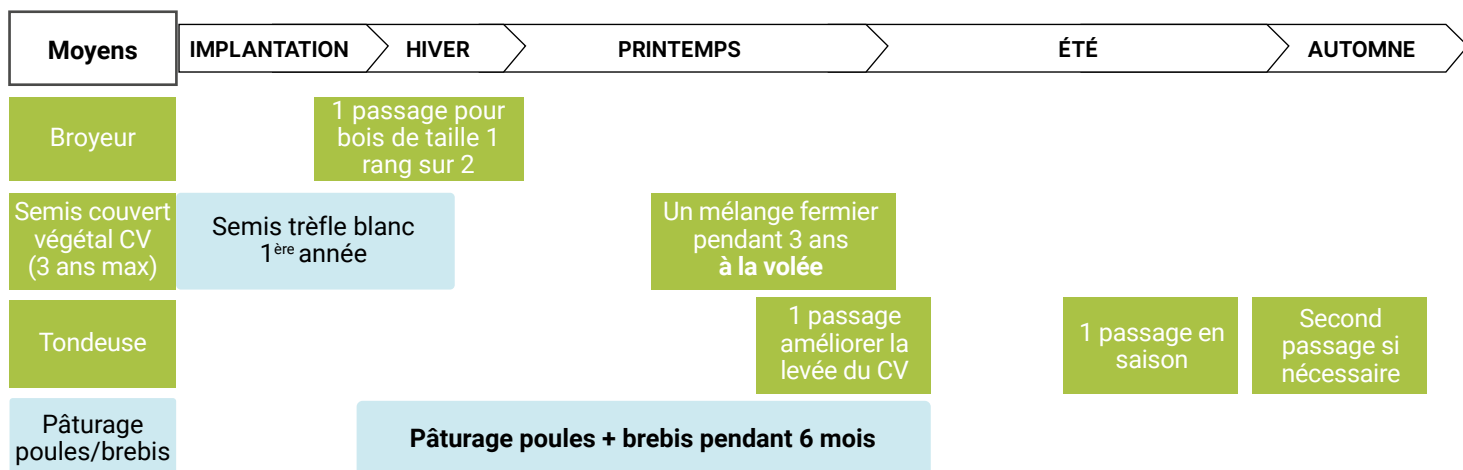 Moyens
IMPLANTATION
HIVER
PRINTEMPS
ÉTÉ
AUTOMNE
Broyeur
1 passage pour
bois de taille 1
rang sur 2
Semis couvert
végétal CV
(3 ans max)
Semis trèfle blanc
1ère année
Un mélange fermier
pendant 3 ans
à la volée
Tondeuse
1 passage
améliorer la
levée du CV
1 passage en
saison
Second
passage si
nécessaire
Pâturage
poules/brebis
Pâturage poules + brebis pendant 6 mois